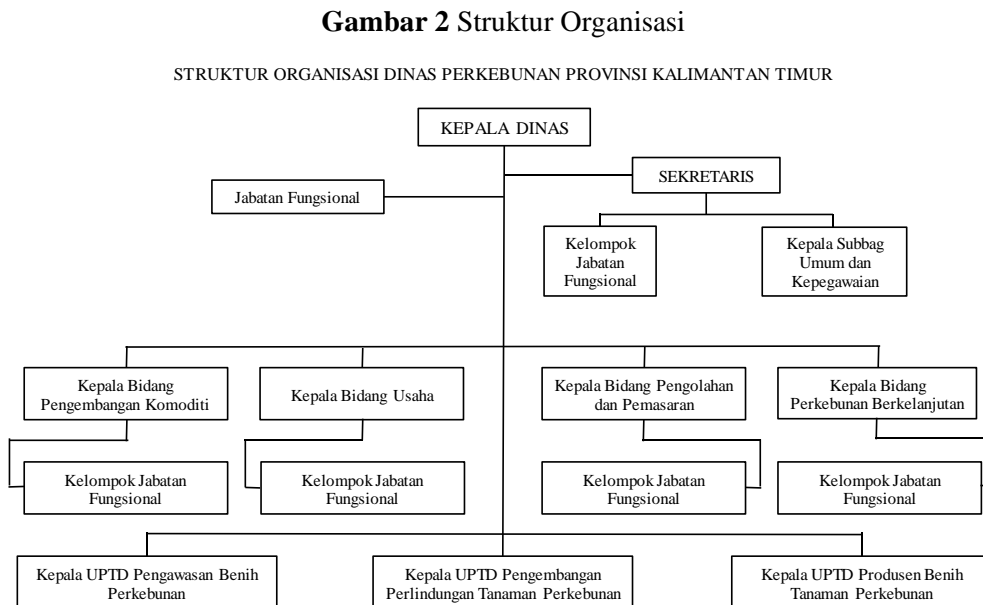 Gambar 2 Struktur Organisasi
STRUKTUR ORGANISASI DINAS PERKEBUNAN PROVINSI KALIMANTAN TIMUR
KEPALA DINAS
SEKRETARIS
Jabatan Fungsional
Kelompok
Jabatan
Fungsional
Kepala Subbag
Umum dan
Kepegawaian
Kepala Bidang
Pengembangan Komoditi
Kepala Bidang Usaha
Kepala Bidang Pengolahan
dan Pemasaran
Kepala Bidang
Perkebunan Berkelanjutan
Kelompok Jabatan
Fungsional
Kelompok Jabatan
Fungsional
Kelompok Jabatan
Fungsional
Kelompok Jabatan
Fungsional
Kepala UPTD Pengawasan Benih
Perkebunan
Kepala UPTD Pengembangan
Perlindungan Tanaman Perkebunan
Kepala UPTD Produsen Benih
Tanaman Perkebunan